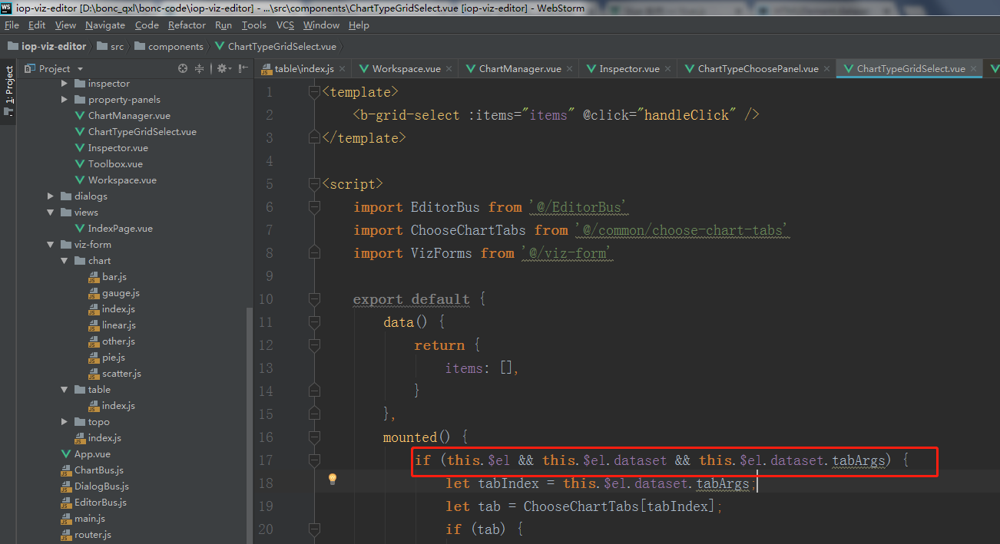 iop-viz-editor [D:\bonc_qxl\bonc-code\iop-viz-editor] - ...\src\components\ChartTypeGridSelect.vue [iop-viz-editor] - WebStorm
File Edit View Navigate Code Refactor Run Tools VCS Window Help
iop-viz-editor src components ChartTypeGridSelect.vue
1: Project
Project
table\index.js Workspace.vue ChartManager.vue Inspector.vue ChartTypeChoosePanel.vue ChartTypeGridSelect.vue
inspector
property-panels
ChartManager.vue
ChartTypeGridSelect.vue
Inspector.vue
Toolbox.vue
Workspace.vue
dialogs
views
IndexPage.vue
viz-form
chart
bar.js
gauge.js
index.js
linear.js
other.js
pie.js
scatter.js
table
index.js
topo
index.js
App.vue
ChartBus.js
DialogBus.js
EditorBus.js
main.js
router.js
1 <template>
2 <b-grid-select :items="items" @click="handleClick" />
3 </template>
4
5 <script>
6 import EditorBus from '@/EditorBus'
7 import ChooseChartTabs from '@/common/choose-chart-tabs'
8 import VizForms from '@/viz-form'
9
10 export default {
11 data() {
12 return {
13 items: [],
14 }
15 },
16 mounted() {
17 if (this.$el && this.$el.dataset && this.$el.dataset.tabArgs) {
18 let tabIndex = this.$el.dataset.tabArgs;
19 let tab = ChooseChartTabs[tabIndex];
20 if (tab) {